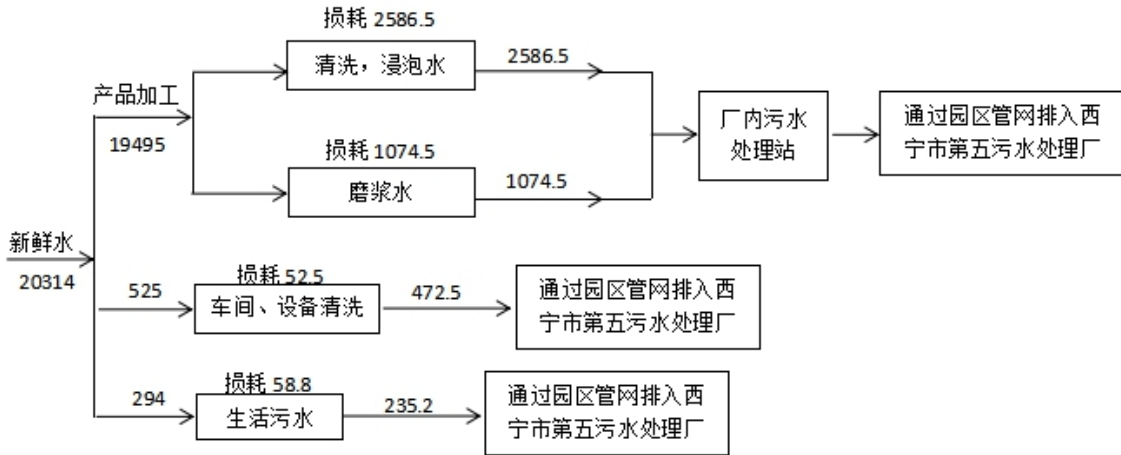 损耗 2586.5
清洗，浸泡水
2586.5
产品加工
19495
损耗 1074.5
磨浆水
1074.5
厂内污水
处理站
通过园区管网排入西
宁市第五污水处理厂
新鲜水
20314
525
损耗 52.5
车间、设备清洗
472.5
通过园区管网排入西
宁市第五污水处理厂
294
损耗 58.8
生活污水
235.2
通过园区管网排入西
宁市第五污水处理厂